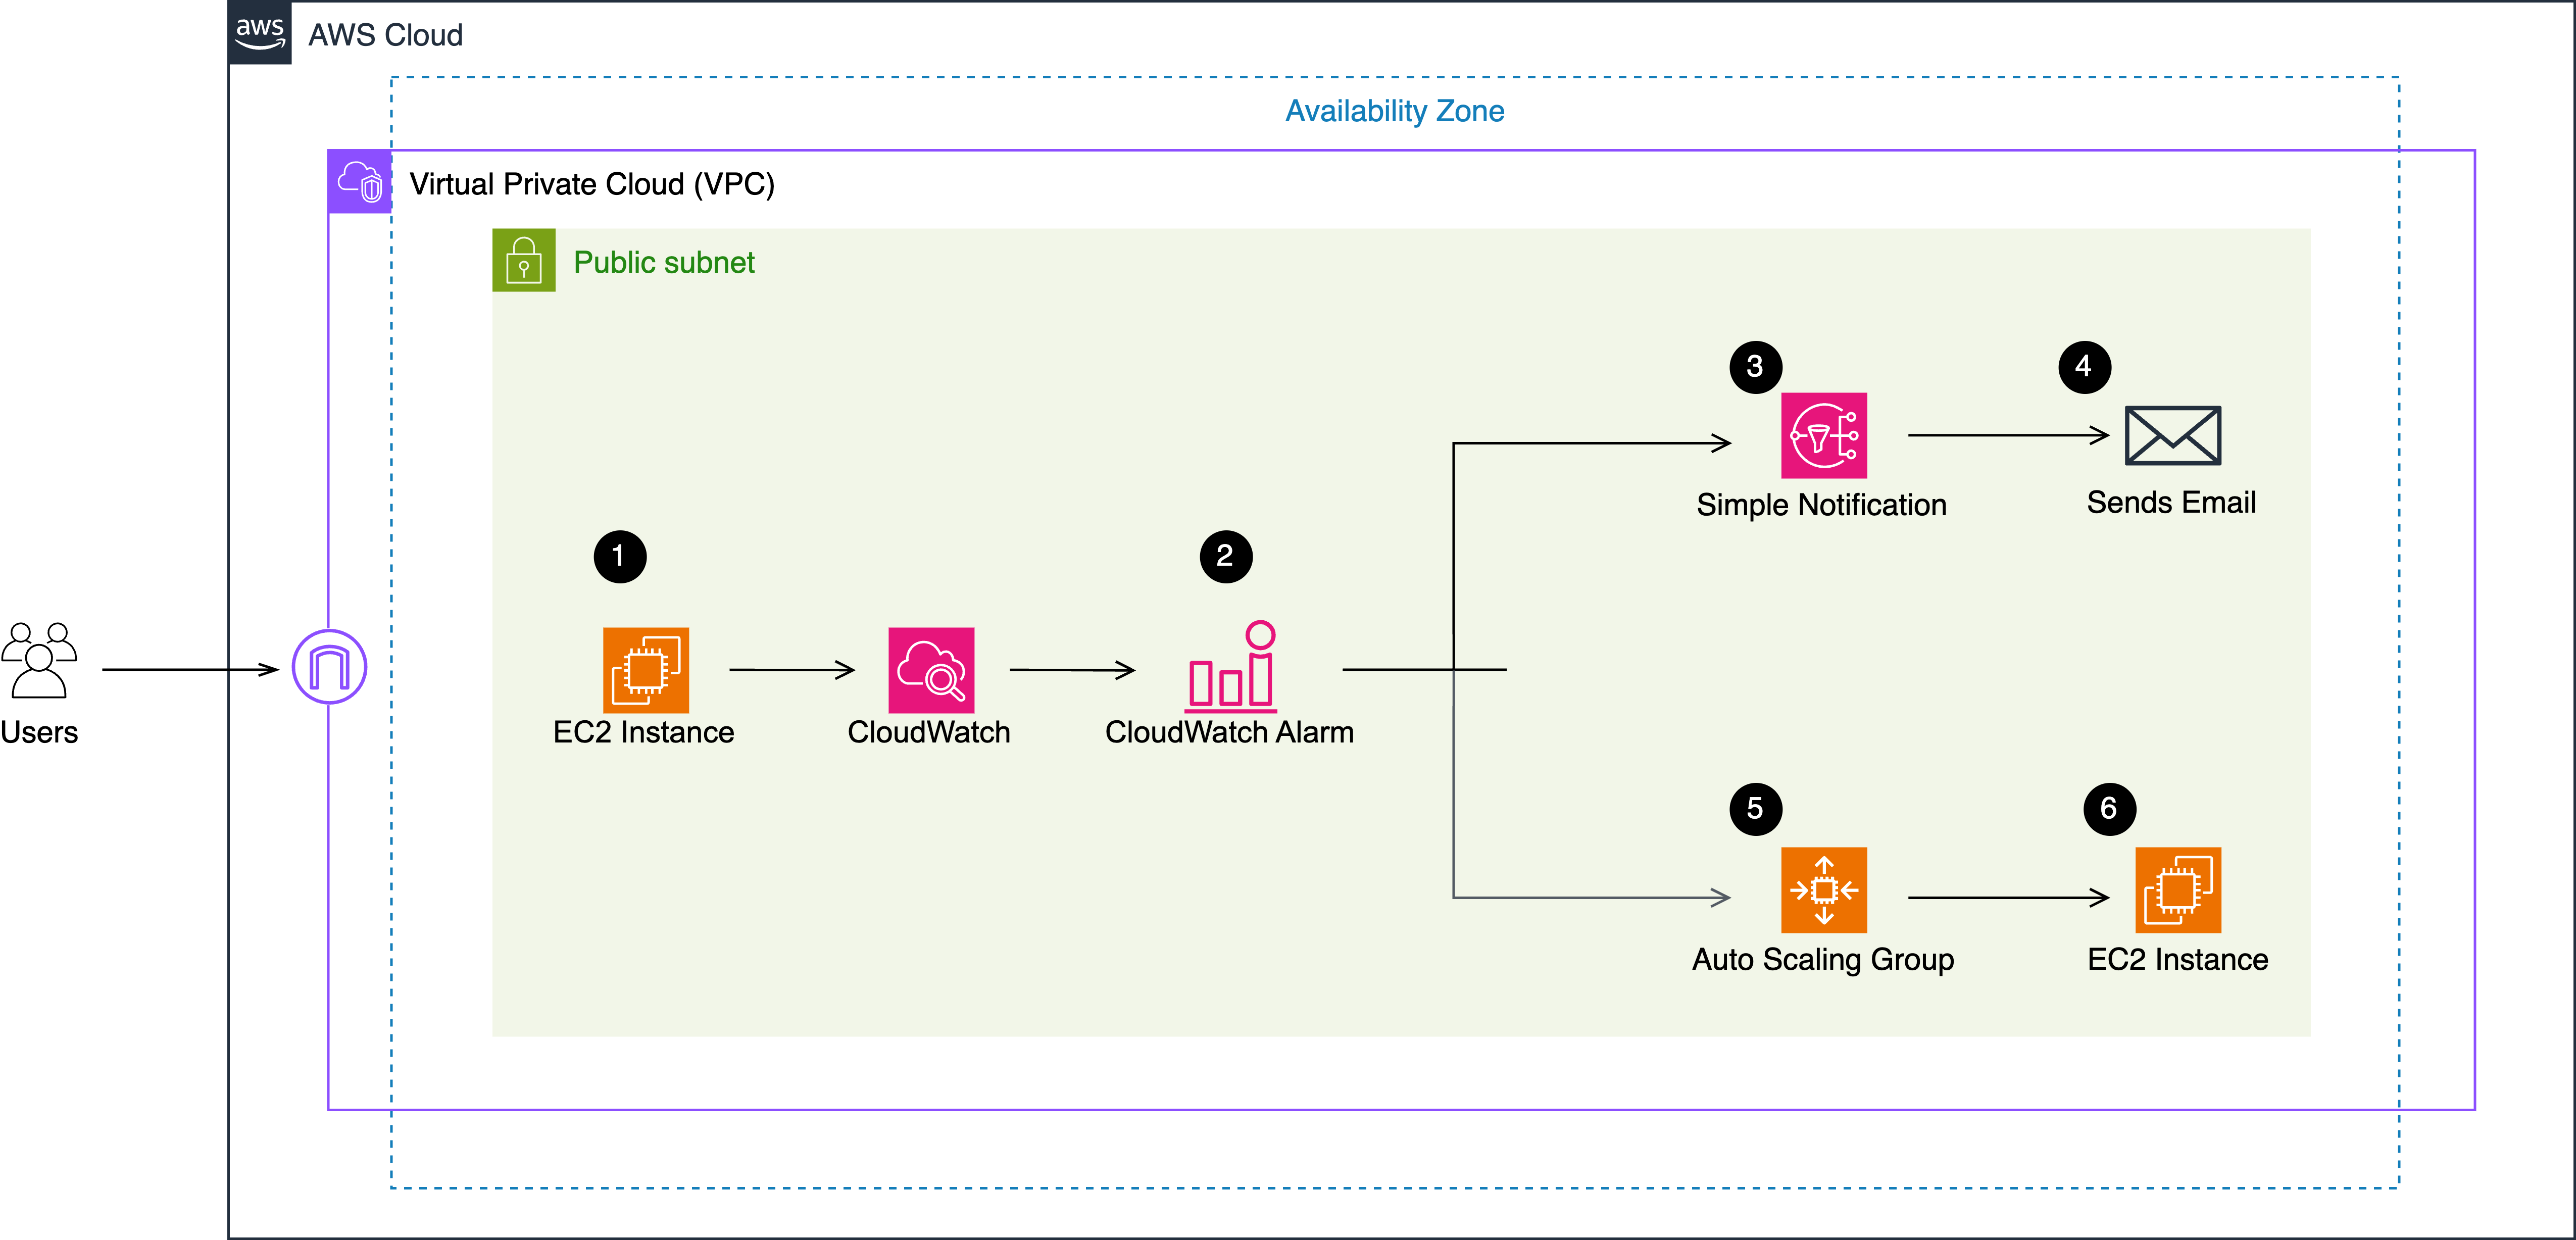 aws
AWS Cloud
Availability Zone
Virtual Private Cloud (VPC)
Public subnet
3
4
Simple Notification
Sends Email
1
2
EC2 Instance
CloudWatch
CloudWatch Alarm
Users
5
6
Auto Scaling Group
EC2 Instance